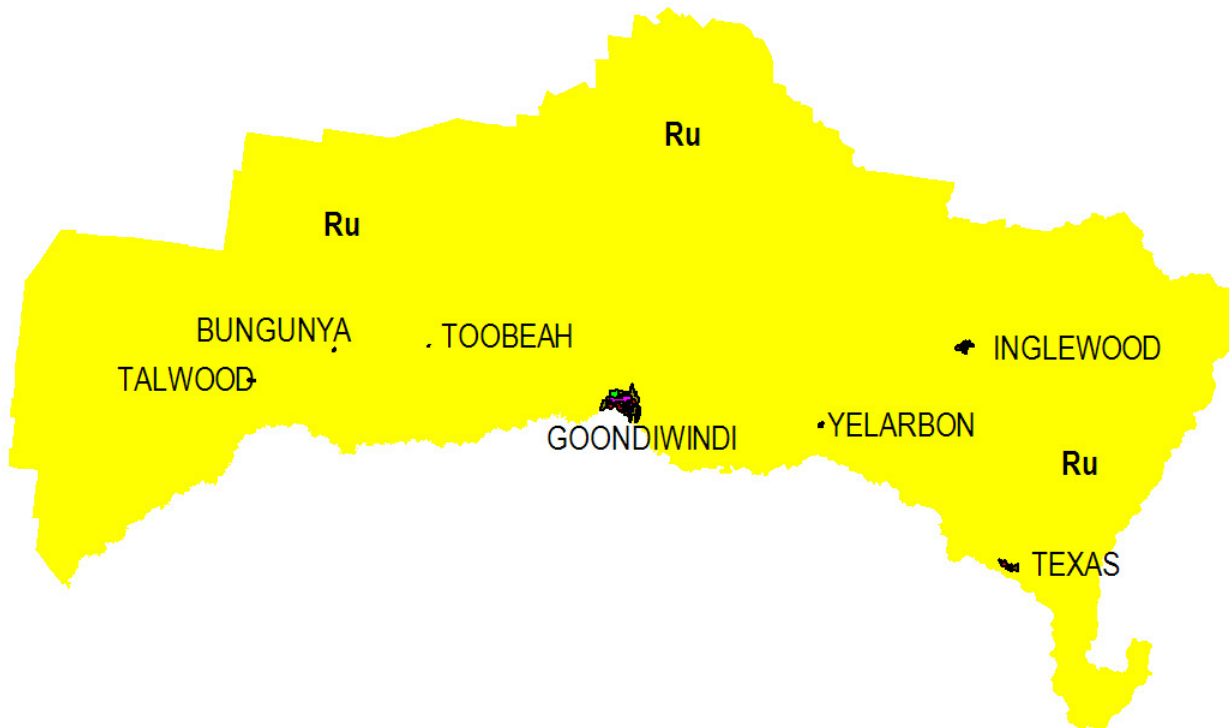 Ru
Ru
BUNGUNYA
TOOBEAH
INGLEWOOD
TALWOOD
YELARBON
GOONDIWINDI
Ru
TEXAS